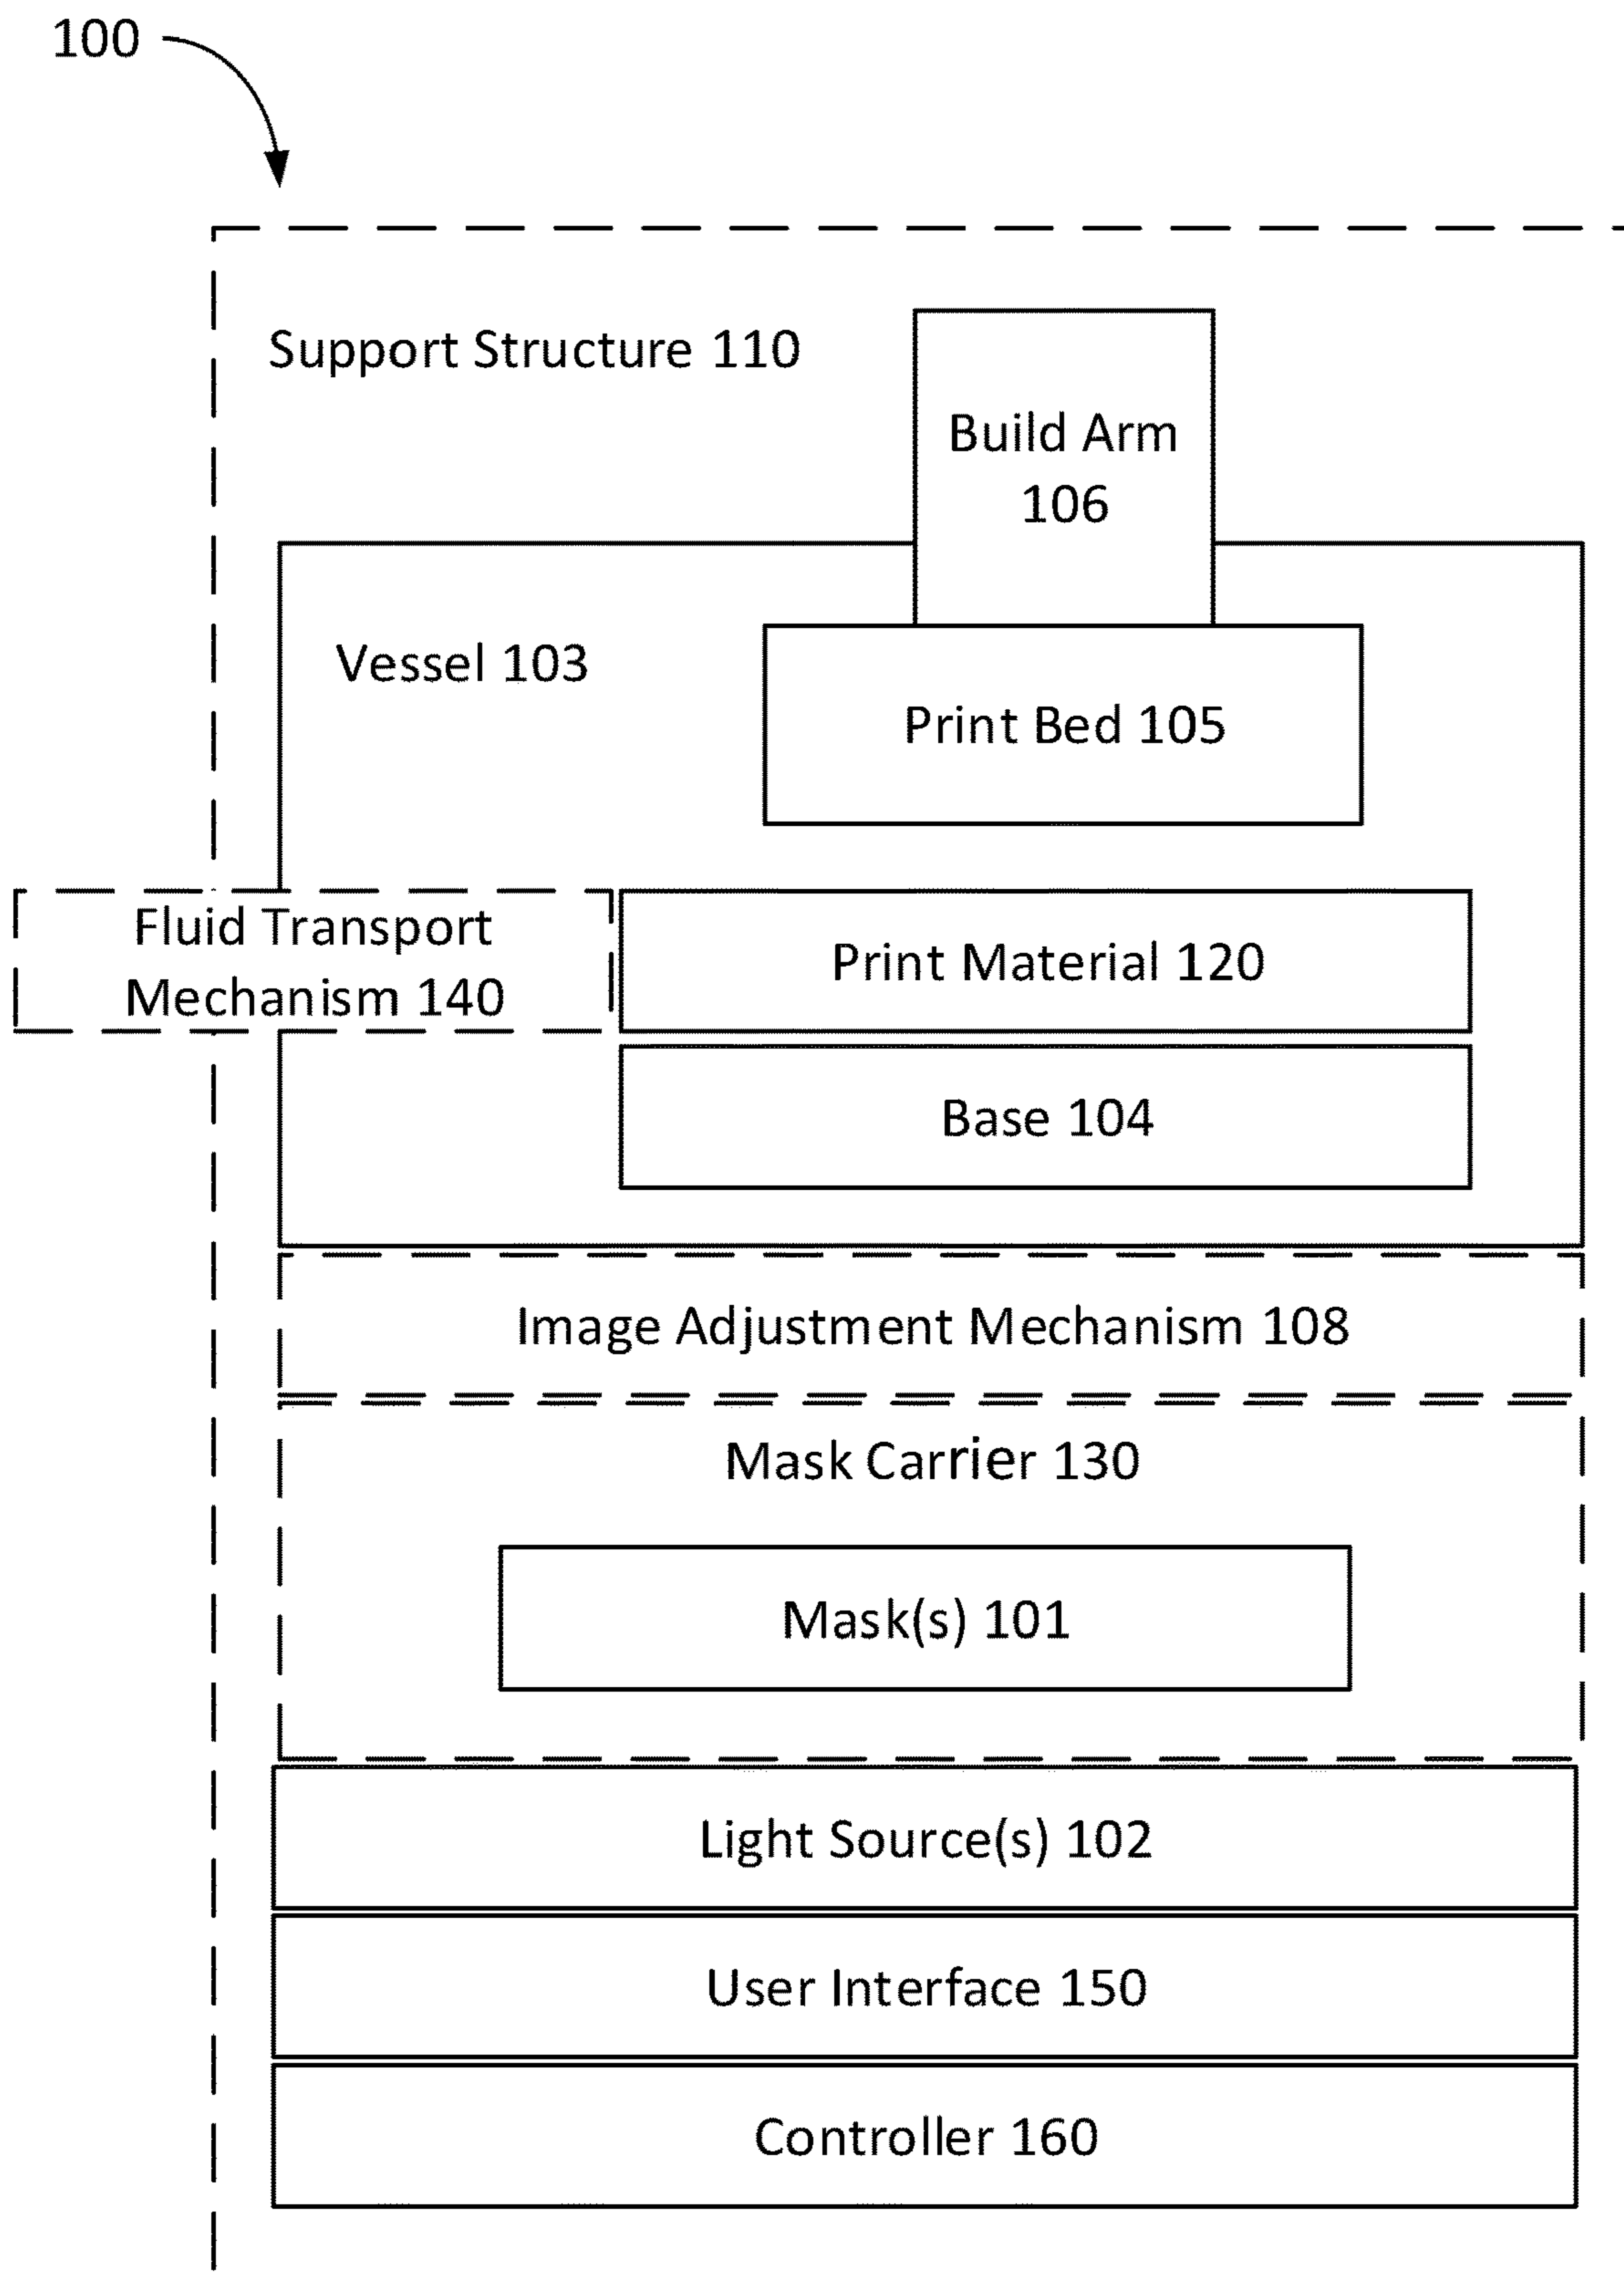 100
Support Structure 110
Build Arm
106
Vessel 103
Print Bed 105
Fluid Transport
Mechanism 140
Print Material 120
Base 104
Image Adjustment Mechanism 108
Mask Carrier 130
Mask(s) 101
Light Source(s) 102
User Interface 150
Controller 160